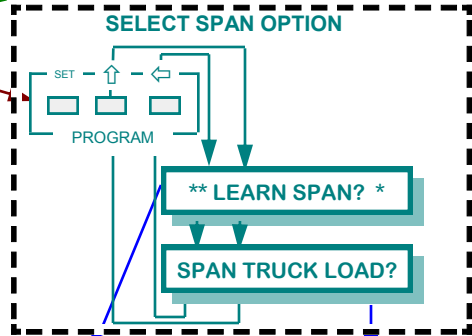 SELECT SPAN OPTION
SET
PROGRAM
** LEARN SPAN? *
SPAN TRUCK LOAD?